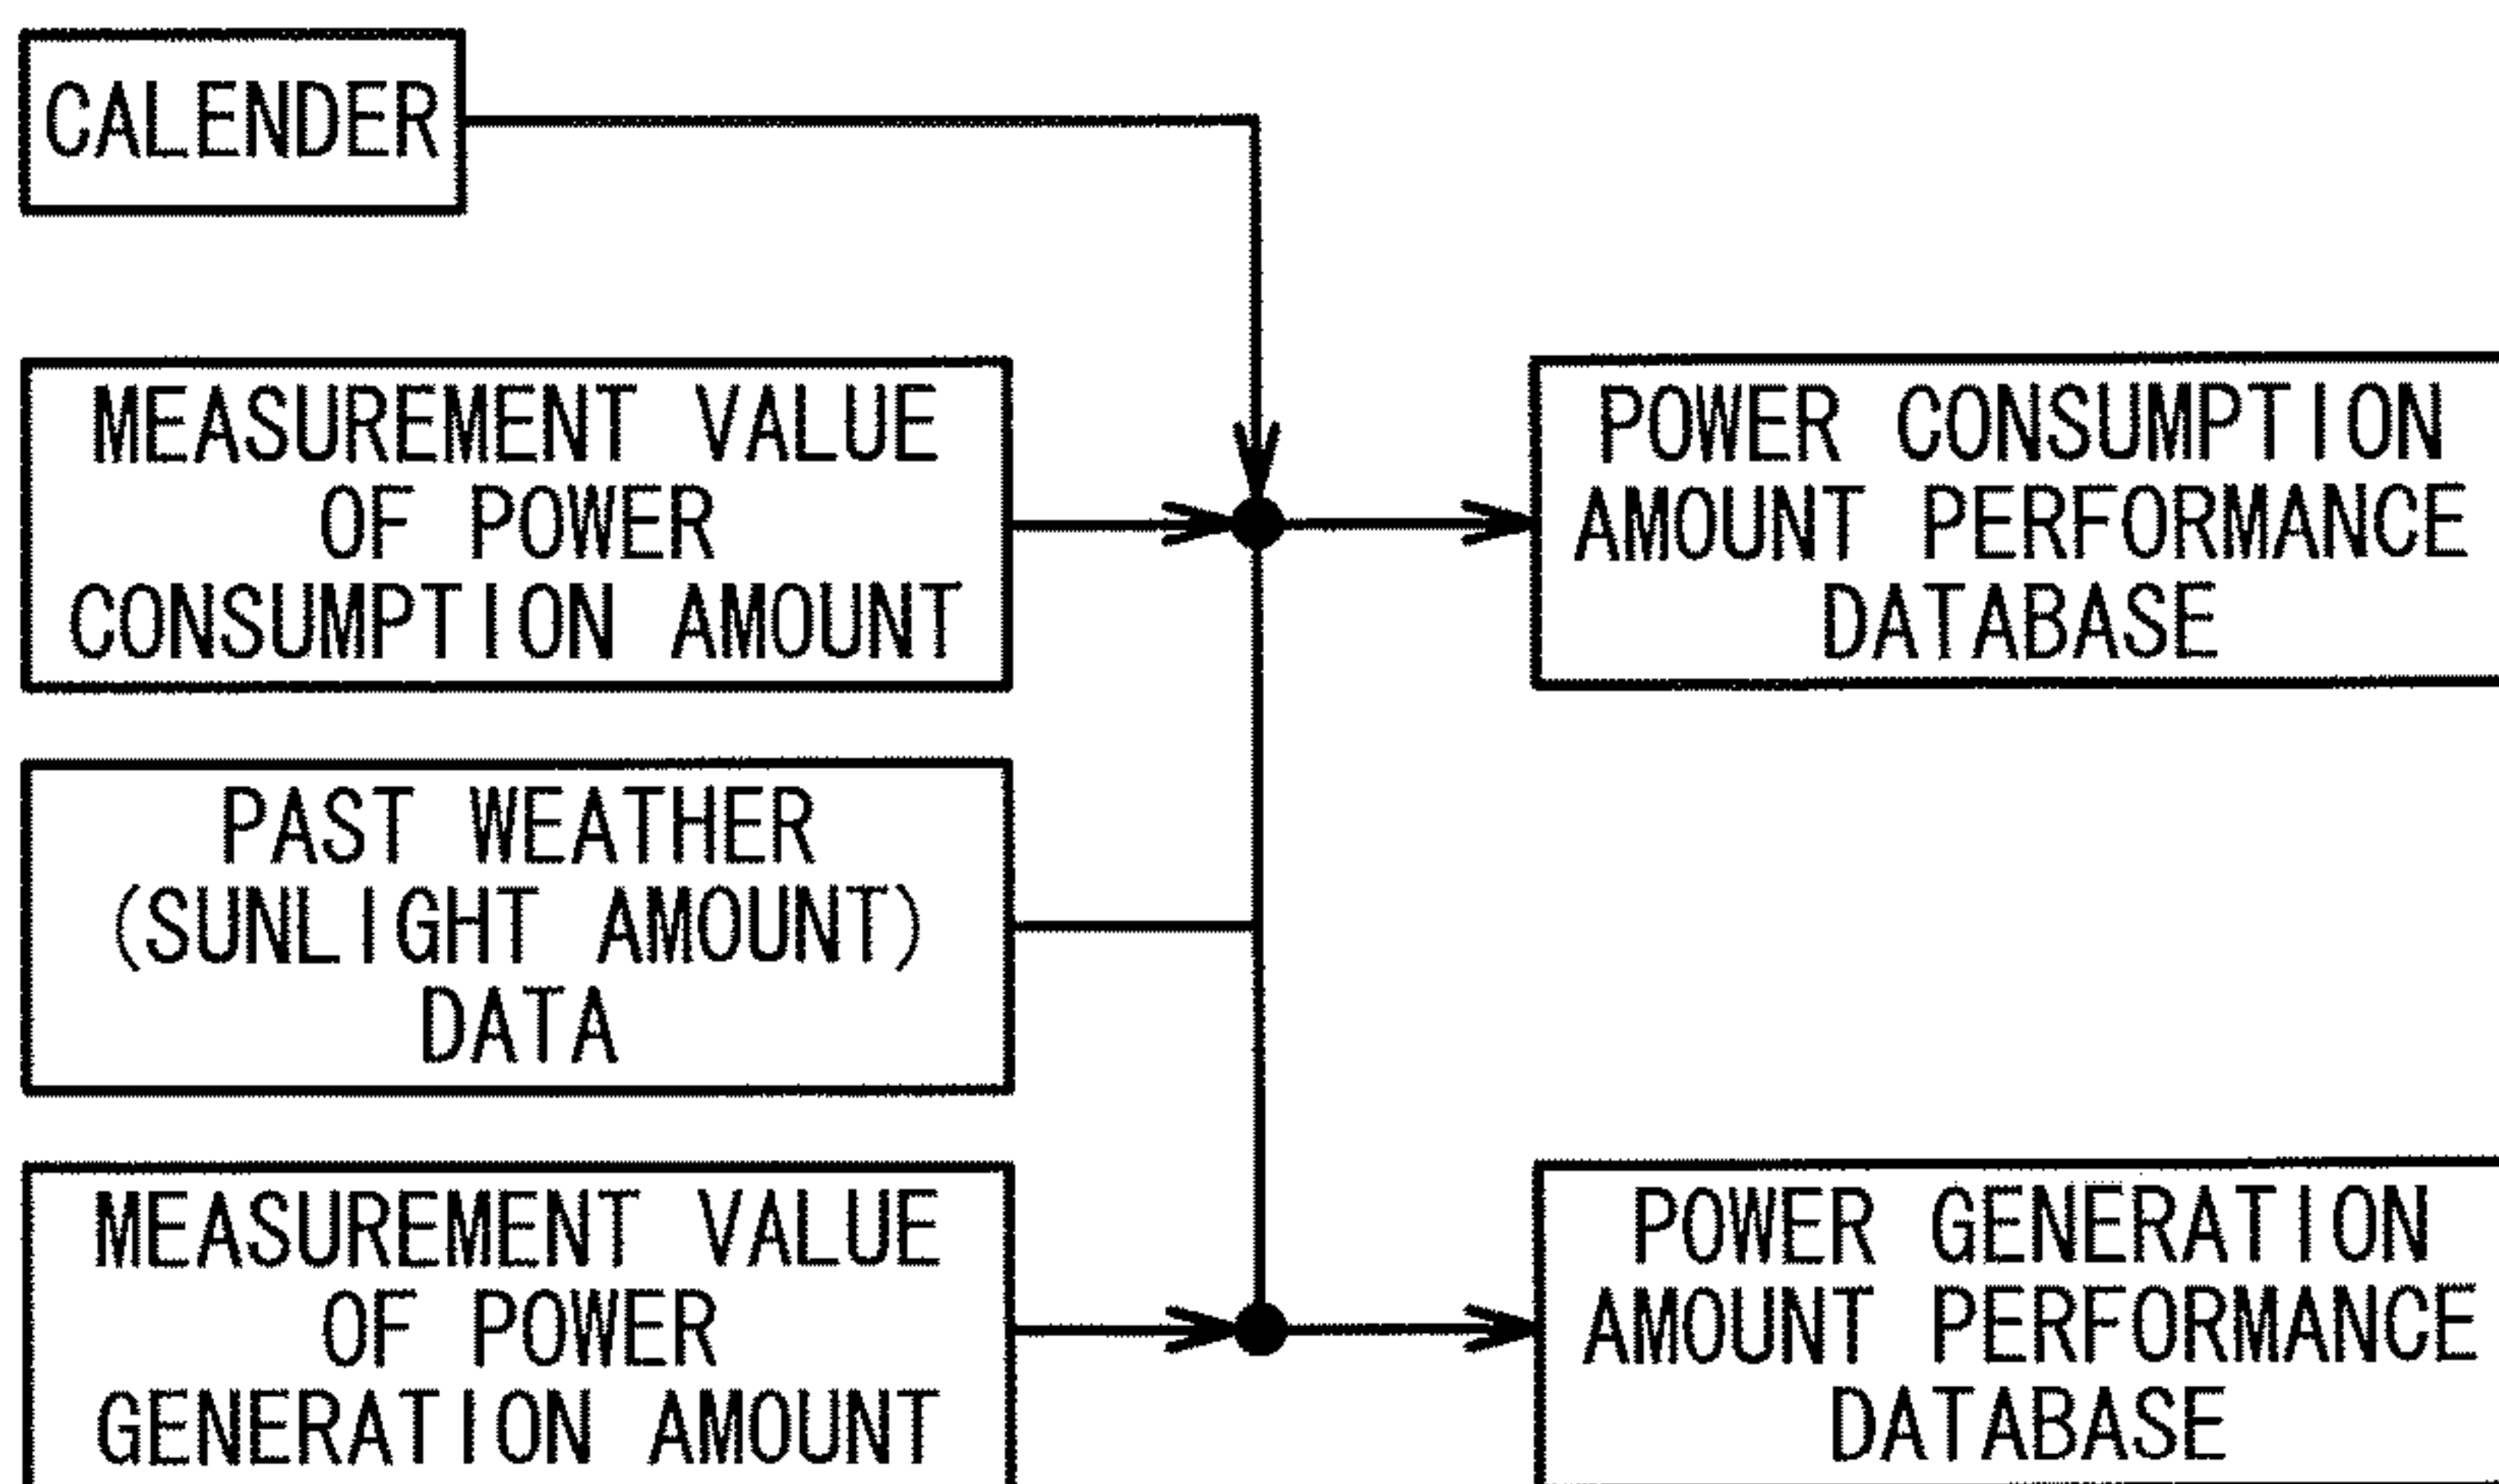 CALENDER
MEASUREMENT VALUE
OF POWER
CONSUMPTION AMOUNT
POWER CONSUMPTION
AMOUNT PERFORMANCE
DATABASE
PAST WEATHER
(SUNLIGHT AMOUNT)
DATA
MEASUREMENT VALUE
OF POWER
GENERATION AMOUNT
POWER GENERATION
AMOUNT PERFORMANCE
DATABASE